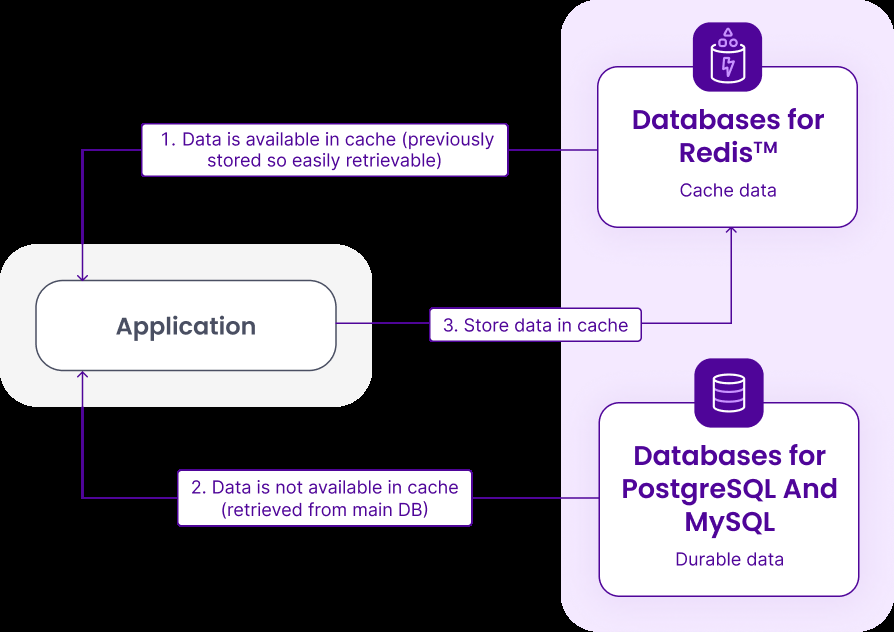 Databases for
Redis™
Cache data
1. Data is available in cache (previously
stored so easily retrievable)
Application
3. Store data in cache
2. Data is not available in cache
(retrieved from main DB)
Databases for
PostgreSQL And
MySQL
Durable data